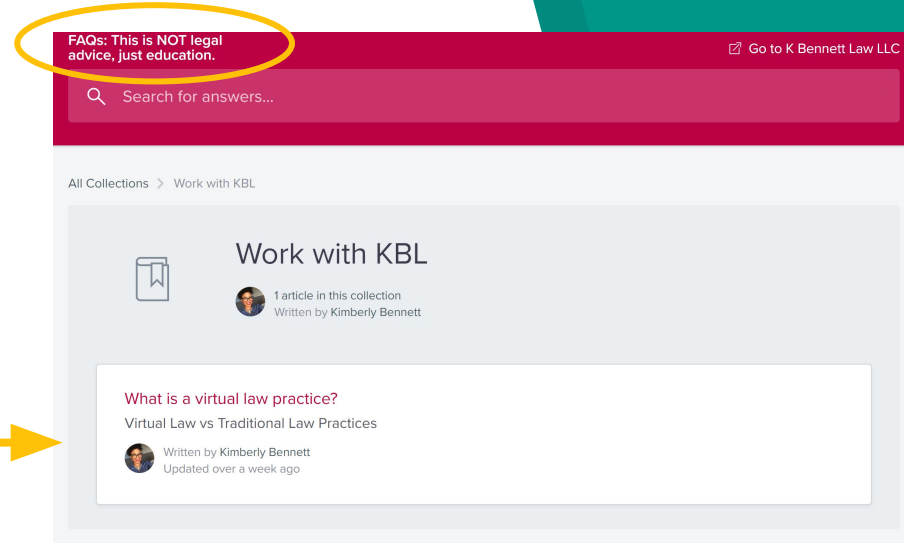 FAQs: This is NOT legal
advice, just education.
Go to K Bennett Law LLC
Search for answers...
All Collections > Work with KBL
Work with KBL
1 article in this collection
Written by Kimberly Bennett
What is a virtual law practice?
Virtual Law vs Traditional Law Practices
Written by Kimberly Bennett
Updated over a week ago